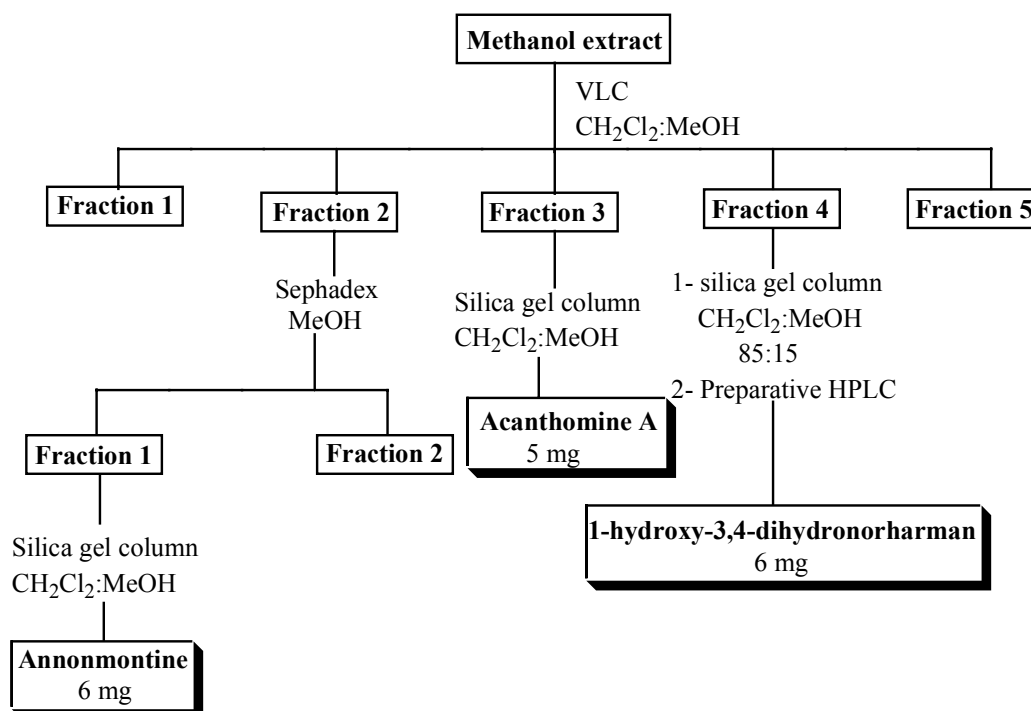 Methanol extract
VLC
CH2Cl2:MeOH
Fraction 1
Fraction 2
Fraction 3
Fraction 4
Fraction 5
Sephadex
MeOH
Silica gel column
CH2Cl2:MeOH
1- silica gel column
CH2Cl2:MeOH
85:15
2- Preparative HPLC
Acanthomine A
5 mg
Fraction 1
Fraction 2
1-hydroxy-3,4-dihydronorharman
6 mg
Silica gel column
CH2Cl2:MeOH
Annonmontine
6 mg